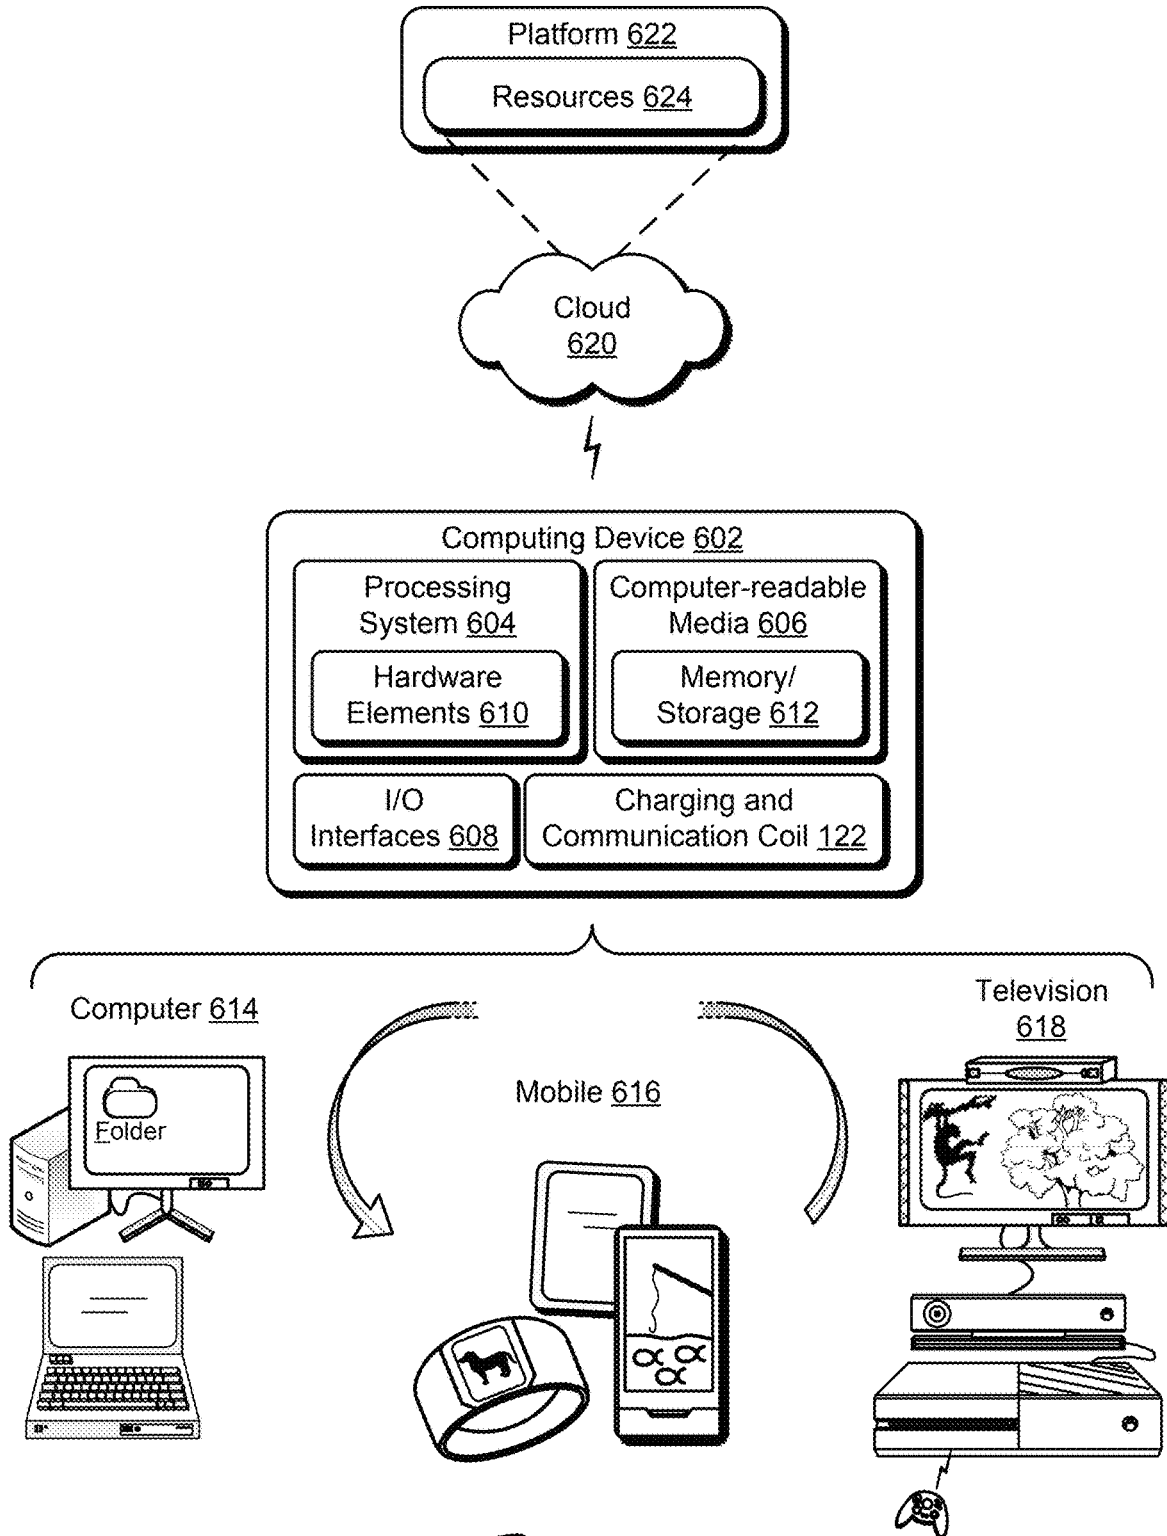 Platform 622
Resources 624
Cloud
620
Computing Device 602
Processing
System 604
Hardware
Elements 610
Computer-readable
Media 606
Memory/
Storage 612
I/O
Interfaces 608
Charging and
Communication Coil 122
Computer 614
Folder
Mobile 616
Television
618